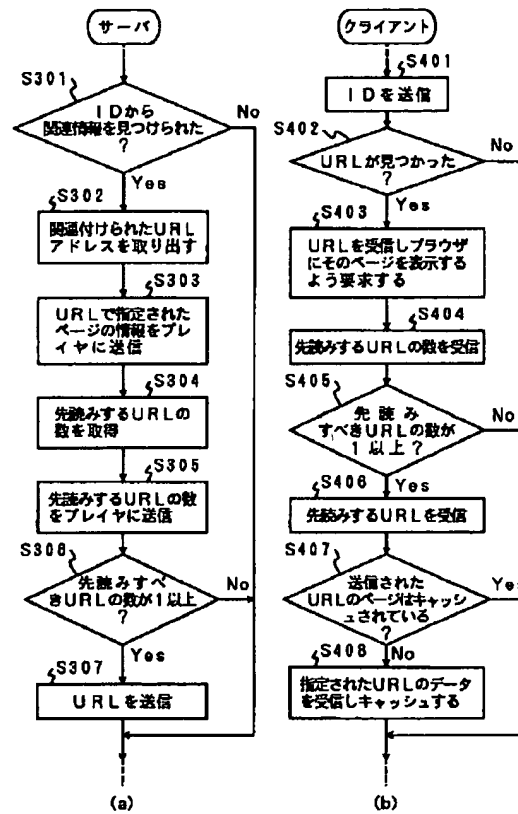 サーバ
S301
IDから
関連情報を見つけられた
?
No
Yes
S302
関連付けられたURL
アドレスを取り出す
S303
URLで指定された
ページの情報をプレ
イヤに送信
S304
先読みするURLの
数を取得
S305
先読みするURLの数
をプレイヤに送信
S306
先読みすべ
きURLの数が1以上
?
No
Yes
S307
URLを送信
(a)
クライアント
S401
IDを送信
S402
URLが見つかった
?
No
Yes
S403
URLを受信しブラウザ
にそのページを表示する
よう要求する
S404
先読みするURLの数を受信
S405
先読み
すべきURLの数が
1以上?
No
Yes
S406
先読みするURLを受信
S407
送信された
URLのページはキャッシ
ュされている
?
Yes
No
S408
指定されたURLのデータ
を受信しキャッシュする
(b)